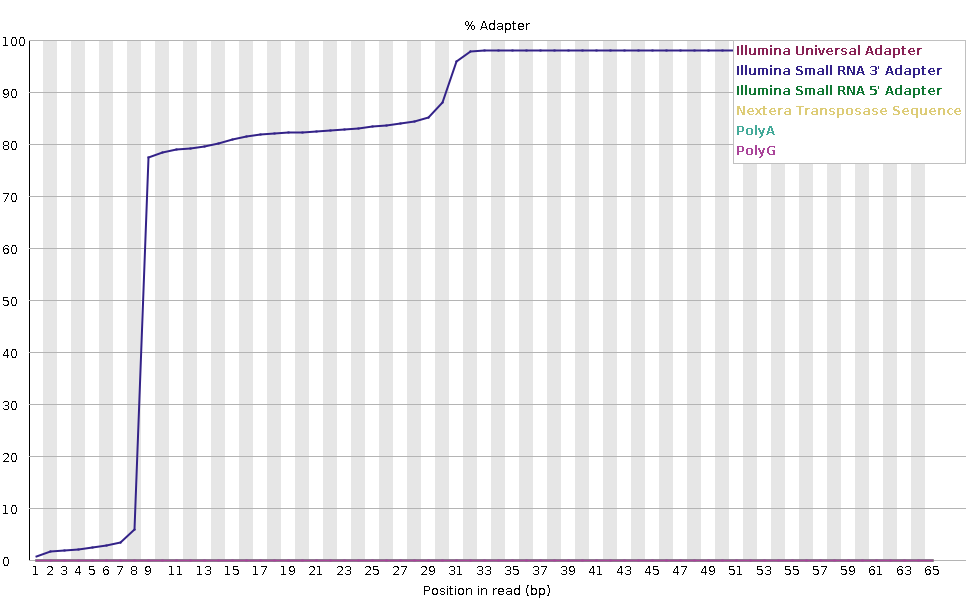 % Adapter
100
90
80
70
60
50
40
30
20
10
0
Illumina Universal Adapter
Illumina Small RNA 3' Adapter
Illumina Small RNA 5' Adapter
Nextera Transposase Sequence
PolyA
PolyG
1 2 3 4 5 6 7 8 9 11 13 15 17 19 21 23 25 27 29 31 33 35 37 39 41 43 45 47 49 51 53 55 57 59 61 63 65
Position in read (bp)